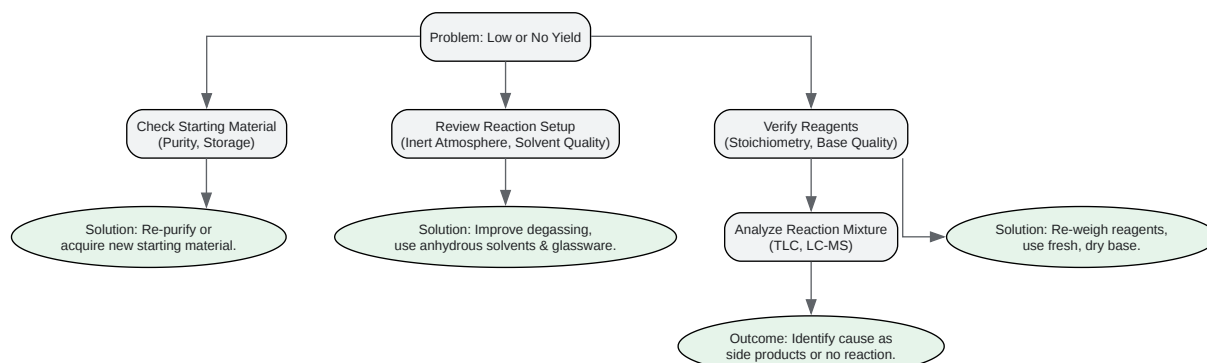 Problem: Low or No Yield
Check Starting Material
(Purity, Storage)
Review Reaction Setup
(Inert Atmosphere, Solvent Quality)
Verify Reagents
(Stoichiometry, Base Quality)
Solution: Re-purify or
acquire new starting material.
Solution: Improve degassing,
use anhydrous solvents & glassware.
Analyze Reaction Mixture
(TLC, LC-MS)
Solution: Re-weigh reagents,
use fresh, dry base.
Outcome: Identify cause as
side products or no reaction.